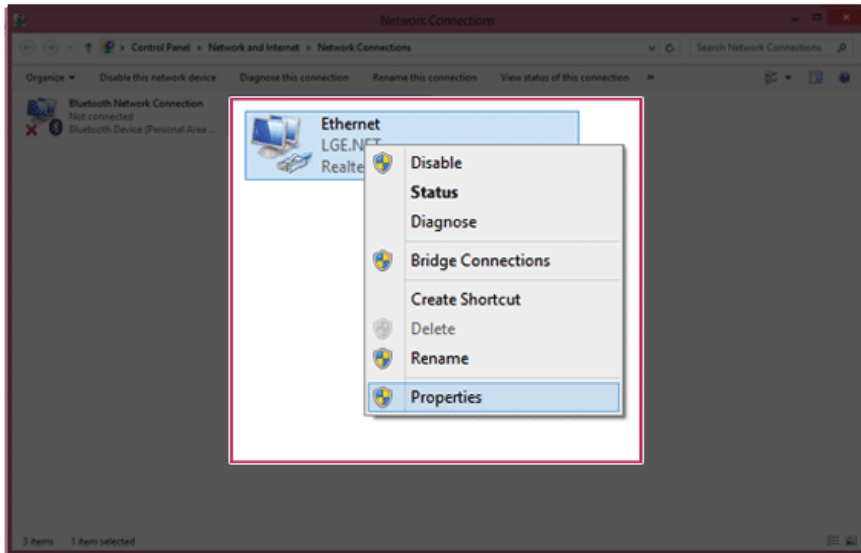 Network Connections
Control Panel › Network and Internet › Network Connections
Search Network Connections
Organize
Disable this network device
Diagnose this connection
Rename this connection
View status of this connection
»
Bluetooth Network Connection
Not connected
Bluetooth Device (Personal Area ...
Ethernet
LGE.NET
Realte
Disable
Status
Diagnose
Bridge Connections
Create Shortcut
Delete
Rename
Properties
3 items 1 item selected